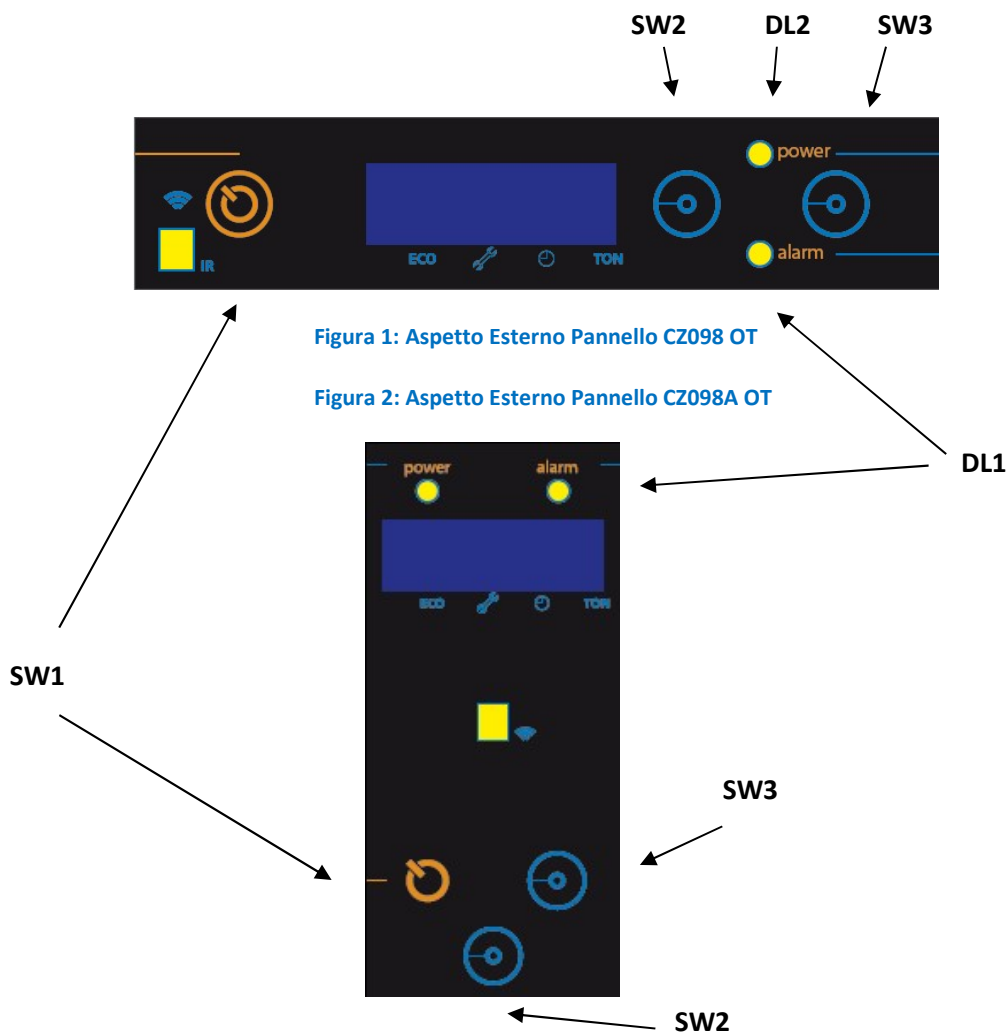 SW2 DL2 SW3
power
IR
alarm
ECO TON
Figura 1: Aspetto Esterno Pannello CZ098 OT
Figura 2: Aspetto Esterno Pannello CZ098A OT
power alarm
DL1
ECO TON
SW1
SW3
SW2